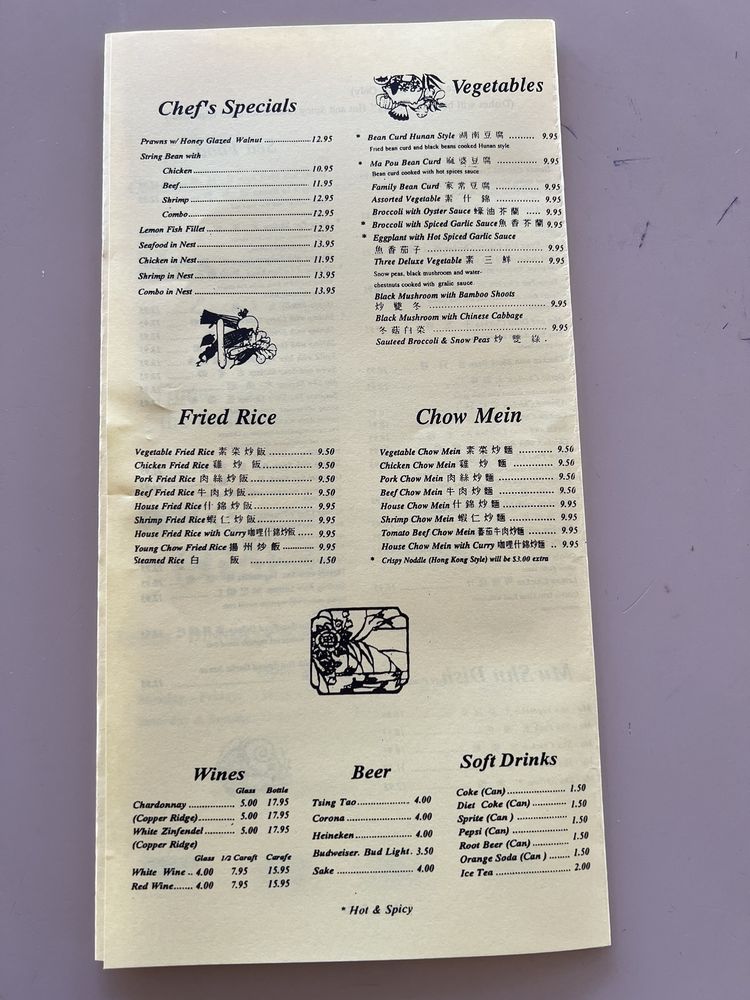 Chef's Specials
Prawns w/ Honey Glazed Walnut ..................... 12.95
String Bean with
Chicken ........................................ 10.95
Beef ........................................ 11.95
Shrimp ........................................ 12.95
Combo ........................................ 12.95
Lemon Fish Fillet ........................................ 12.95
Seafood in Nest ........................................ 13.95
Chicken in Nest ........................................ 11.95
Shrimp in Nest ........................................ 13.95
Combo in Nest ........................................ 13.95
Vegetables
* Bean Curd Hunan Style 湖南豆腐 ......... 9.95
Fried bean curd and black beans cooked Hunan style
* Ma Pou Bean Curd 麻婆豆腐 ............... 9.95
Bean curd cooked with hot spices sauce
Family Bean Curd 家常豆腐 ............... 9.95
Assorted Vegetable 素什錦 ............... 9.95
Broccoli with Oyster Sauce 蠔油芥蘭 ..... 9.95
* Broccoli with Spiced Garlic Sauce 魚香芥蘭 9.95
* Eggplant with Hot Spiced Garlic Sauce
魚香茄子 ........................................ 9.95
Three Deluxe Vegetable 素三鮮 ......... 9.95
Snow peas, black mushroom and water-
chestnuts cooked with gralic sauce
Black Mushroom with Bamboo Shoots
炒雙冬 ........................................ 9.95
Black Mushroom with Chinese Cabbage
冬菇白菜 ........................................ 9.95
Sauteed Broccoli & Snow Peas 炒雙綠 .
Fried Rice
Vegetable Fried Rice 素菜炒飯 ............ 9.50
Chicken Fried Rice 雞炒飯 ............... 9.50
Pork Fried Rice 肉絲炒飯 ............... 9.50
Beef Fried Rice 牛肉炒飯 ............... 9.50
House Fried Rice 什錦炒飯 ............... 9.95
Shrimp Fried Rice 蝦仁炒飯 ............... 9.95
House Fried Rice with Curry 咖哩什錦炒飯 ..... 9.95
Young Chow Fried Rice 揚州炒飯 ......... 9.95
Steamed Rice 白飯 ............... 1.50
Chow Mein
Vegetable Chow Mein 素菜炒麵 ......... 9.50
Chicken Chow Mein 雞炒麵 ............ 9.50
Pork Chow Mein 肉絲炒麵 ............... 9.50
Beef Chow Mein 牛肉炒麵 ............... 9.50
House Chow Mein 什錦炒麵 ............... 9.95
Shrimp Chow Mein 蝦仁炒麵 ............ 9.95
Tomato Beef Chow Mein 蕃茄牛肉炒麵 ...... 9.95
House Chow Mein with Curry 咖哩什錦炒麵 .. 9.95
* Crispy Noddle (Hong Kong Style) will be $3.00 extra
Wines
Glass Bottle
Chardonnay ............... 5.00 17.95
(Copper Ridge) ............ 5.00 17.95
White Zinfendel ......... 5.00 17.95
(Copper Ridge)
Glass 1/2 Caraft Carafe
White Wine .. 4.00 7.95 15.95
Red Wine....... 4.00 7.95 15.95
Beer
Tsing Tao ............... 4.00
Corona ............... 4.00
Heineken ............... 4.00
Budweiser. Bud Light . 3.50
Sake ............... 4.00
Soft Drinks
Coke (Can) ............... 1.50
Diet Coke (Can) ......... 1.50
Sprite (Can ) ............ 1.50
Pepsi (Can) ............... 1.50
Root Beer (Can) ......... 1.50
Orange Soda (Can ) ...... 1.50
Ice Tea ............... 2.00
* Hot & Spicy